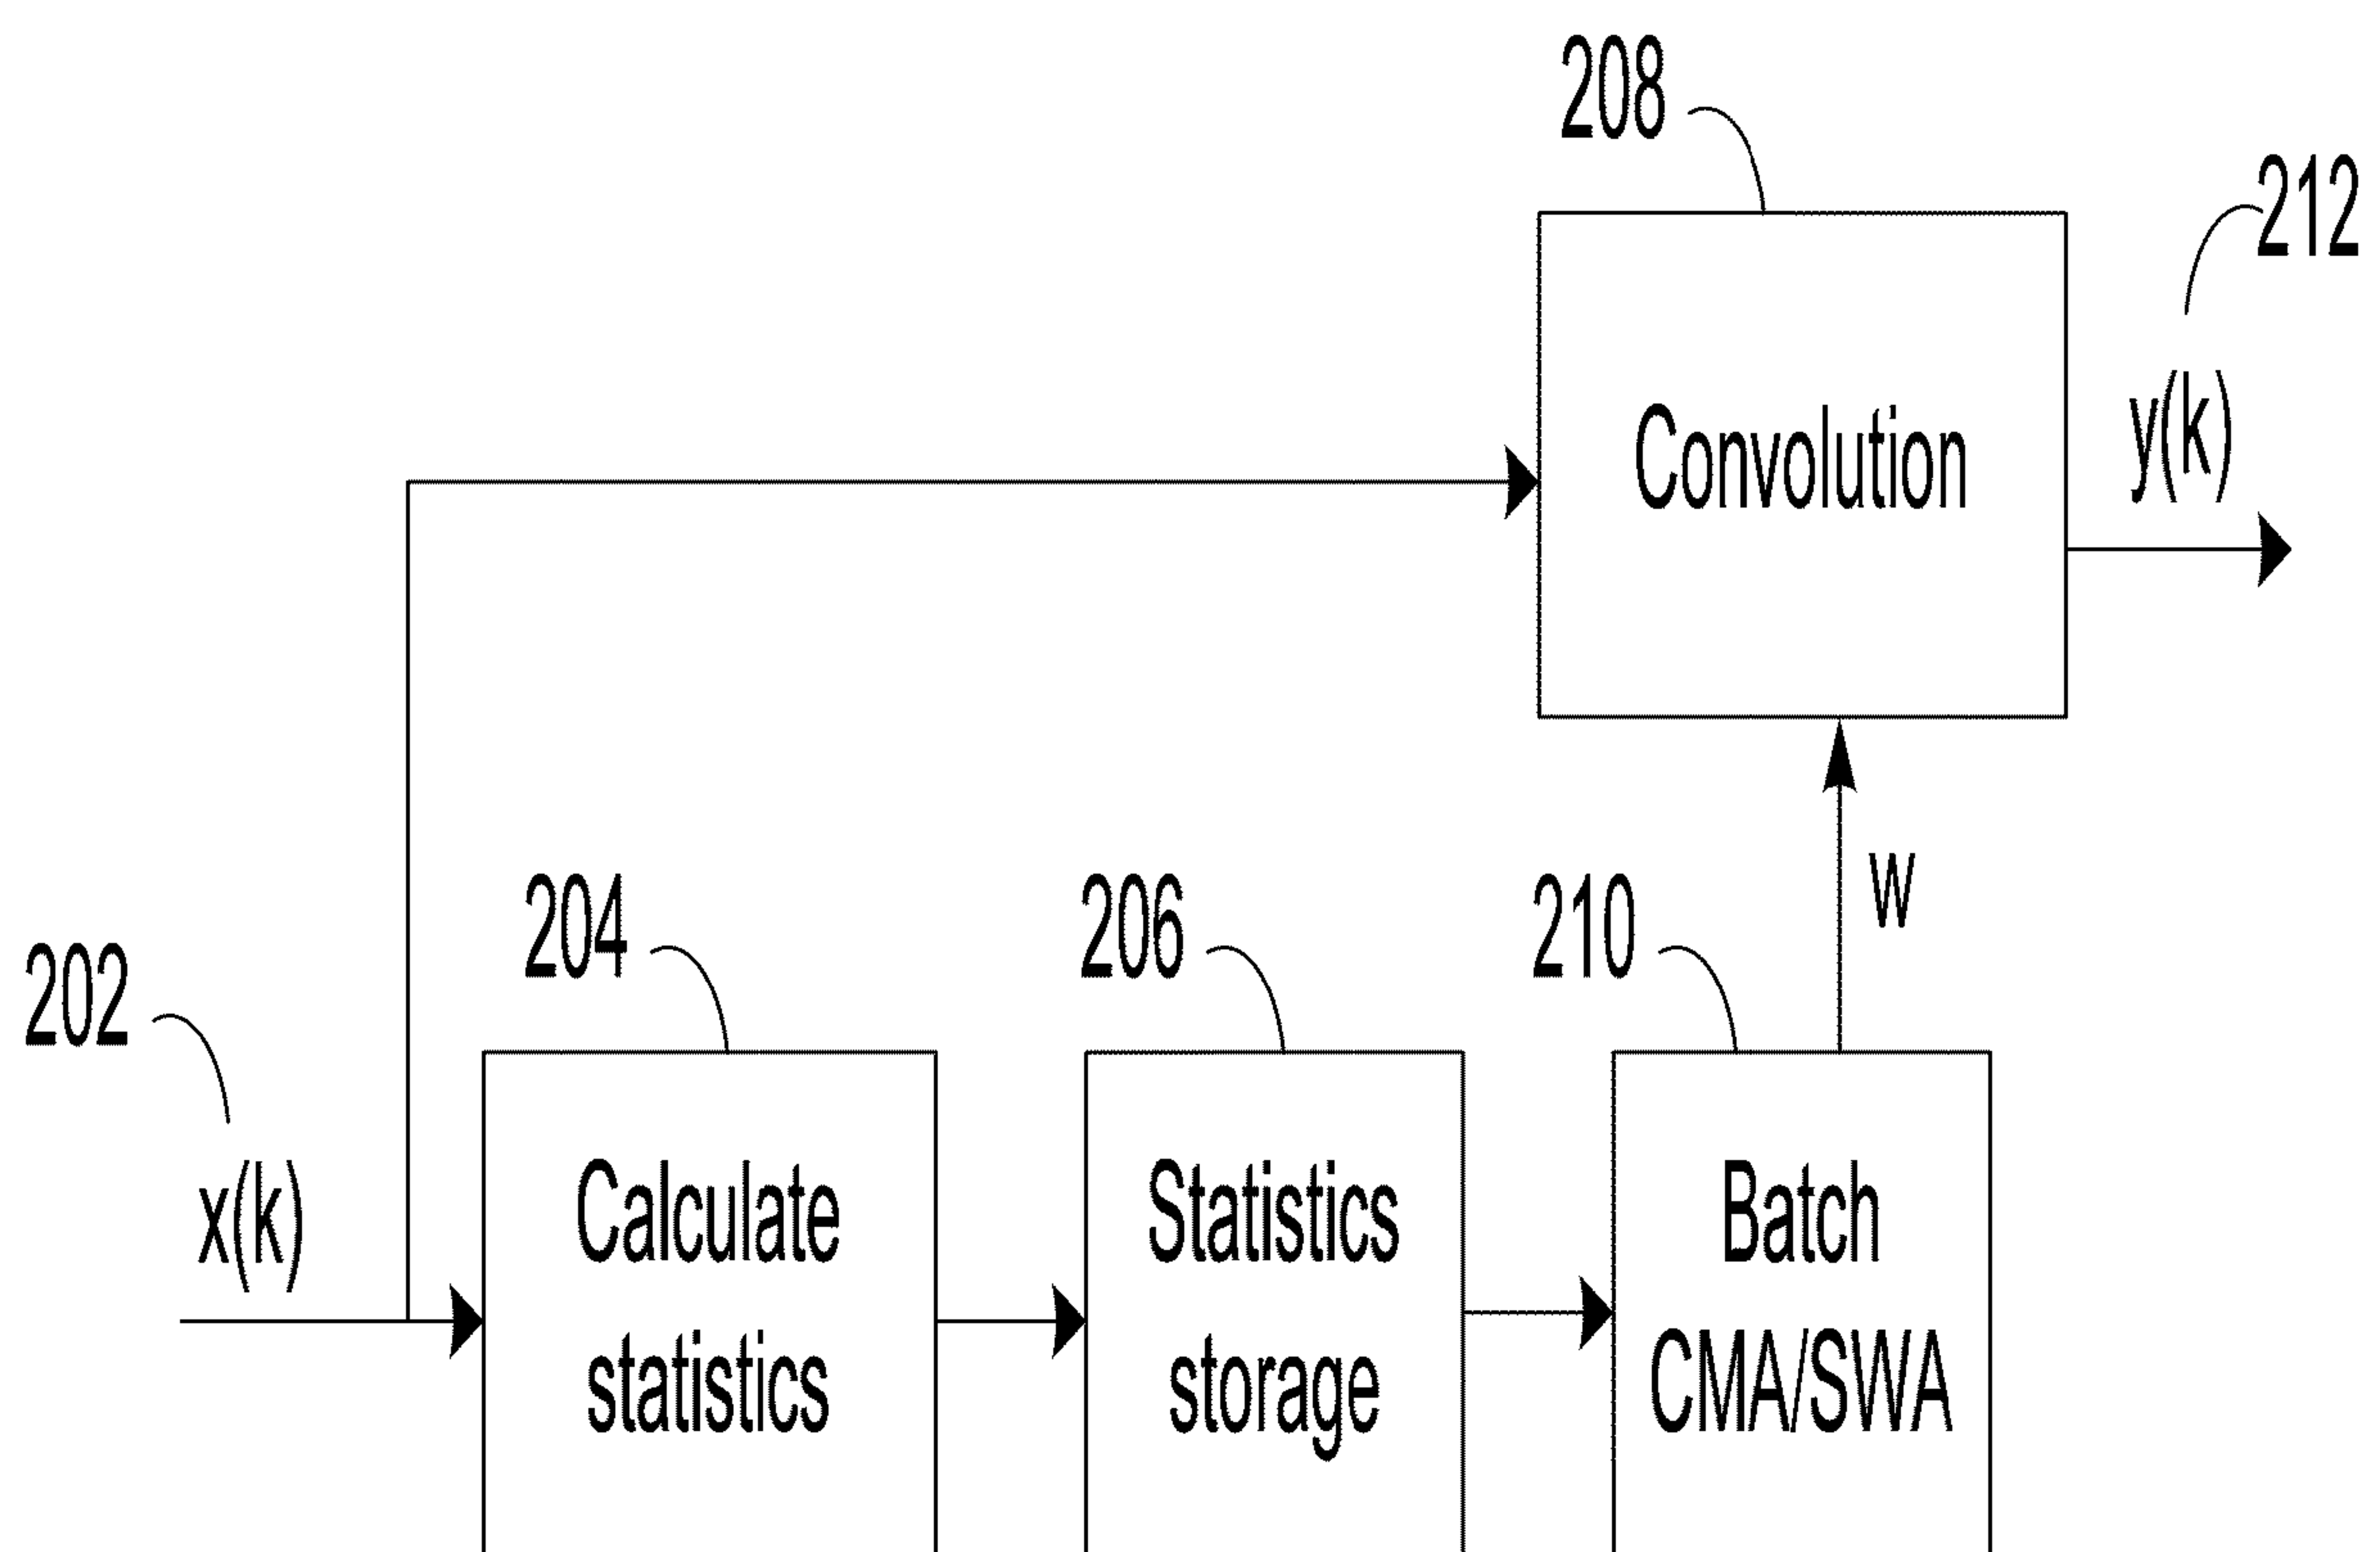 208
212
Convolution
y(k)
w
204
206
210
202
x(k)
Calculate
statistics
Statistics
storage
Batch
CMA/SWA